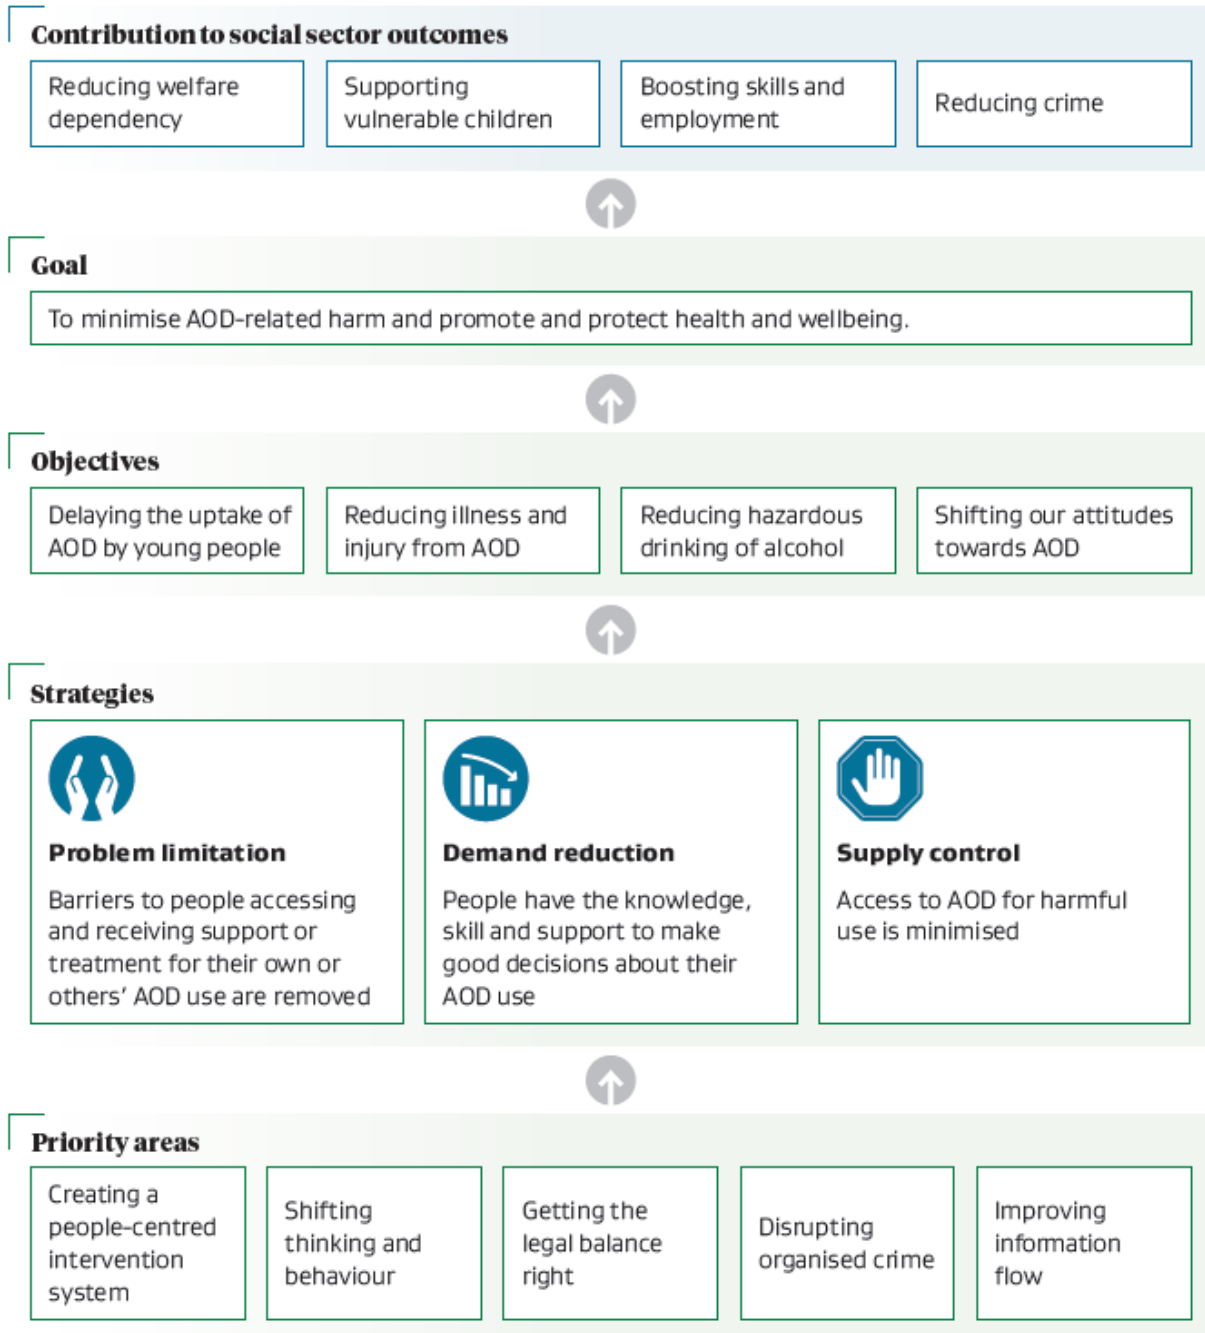 Contribution to social sector outcomes
Reducing welfare
dependency
Supporting
vulnerable children
Boosting skills and
employment
Reducing crime
Goal
To minimise AOD-related harm and promote and protect health and wellbeing.
Objectives
Delaying the uptake of
AOD by young people
Reducing illness and
injury from AOD
Reducing hazardous
drinking of alcohol
Shifting our attitudes
towards AOD
Strategies
Problem limitation
Barriers to people accessing
and receiving support or
treatment for their own or
others’ AOD use are removed
Demand reduction
People have the knowledge,
skill and support to make
good decisions about their
AOD use
Supply control
Access to AOD for harmful
use is minimised
Priority areas
Creating a
people-centred
intervention
system
Shifting
thinking and
behaviour
Getting the
legal balance
right
Disrupting
organised crime
Improving
information
flow